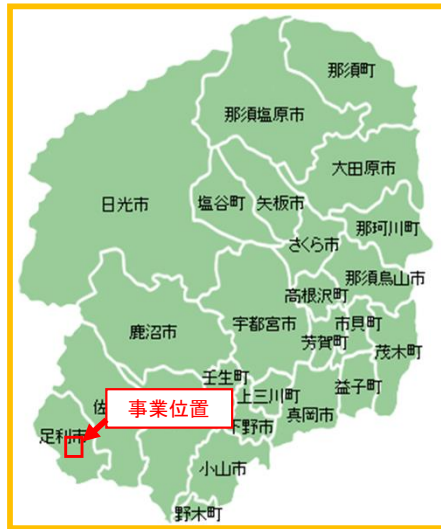 那須町
那須塩原市
大田原市
日光市
塩谷町
矢板市
那珂川町
さくら市
那須烏山市
高根沢町
鹿沼市
宇都宮市
市貝町
芳賀町
茂木町
壬生町
上三川町
益子町
佐
事業位置
真岡市
下野市
足利市
小山市
野木町